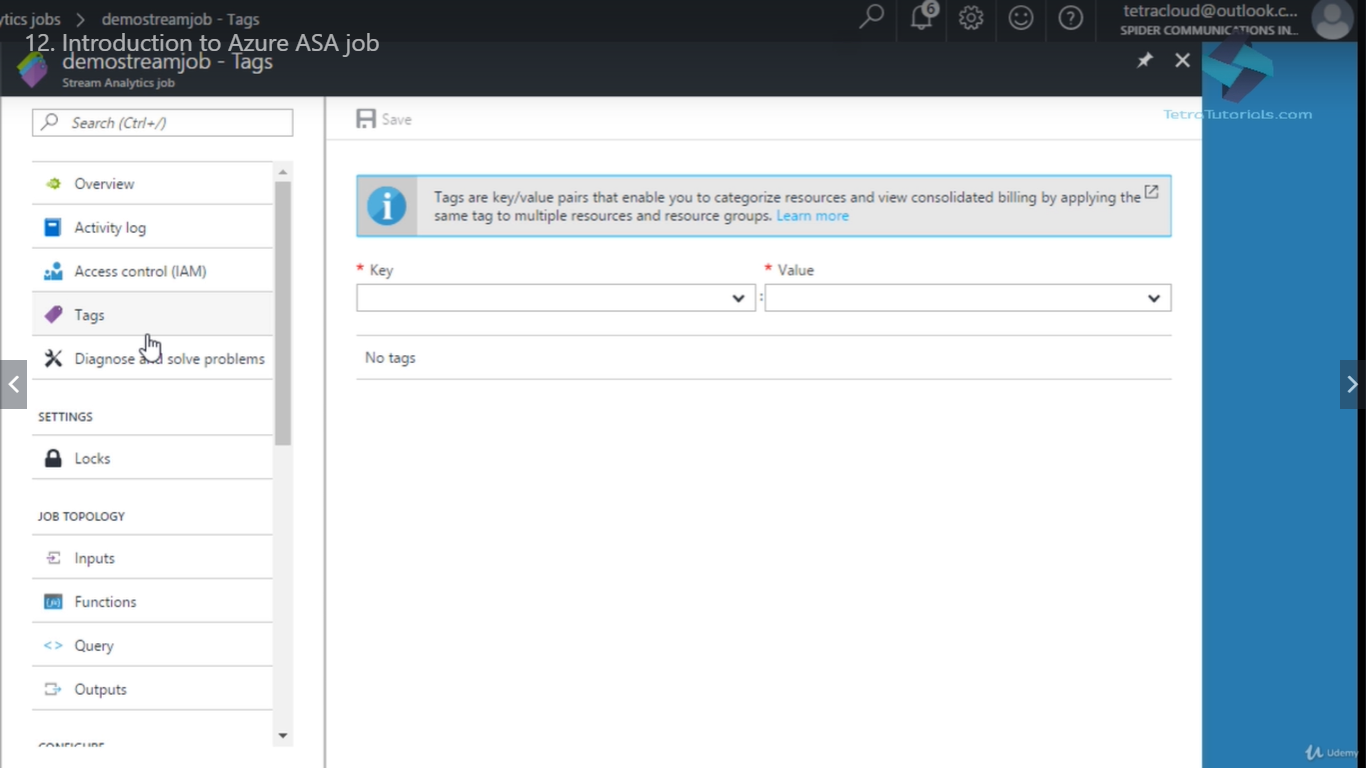 ytics jobs > demostreamjob - Tags
6
tetracloud@outlook.c...
SPIDER COMMUNICATIONS IN...
12. Introduction to Azure ASA job
demostreamjob - Tags
Stream Analytics job
TetraTutorials.com
Search (Ctrl+/)
Save
Overview
Activity log
Access control (IAM)
Tags
Diagnose and solve problems
SETTINGS
Locks
JOB TOPOLOGY
Inputs
Functions
Query
Outputs
CONFIGURE
Tags are key/value pairs that enable you to categorize resources and view consolidated billing by applying the
same tag to multiple resources and resource groups. Learn more
* Key
* Value
:
No tags
Udemy